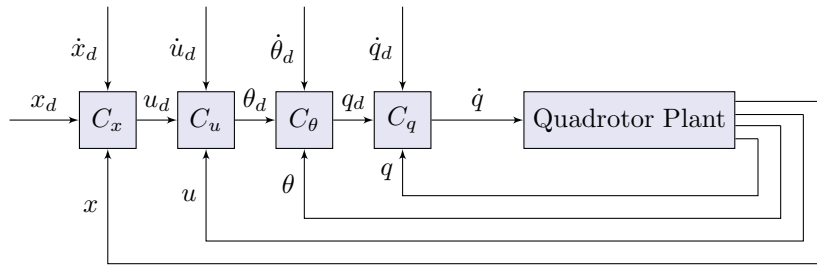 ẋ_d u̇_d θ̇_d q̇_d
x_d C_x u_d C_u θ_d C_θ q_d C_q q̇ Quadrotor Plant
x u θ q